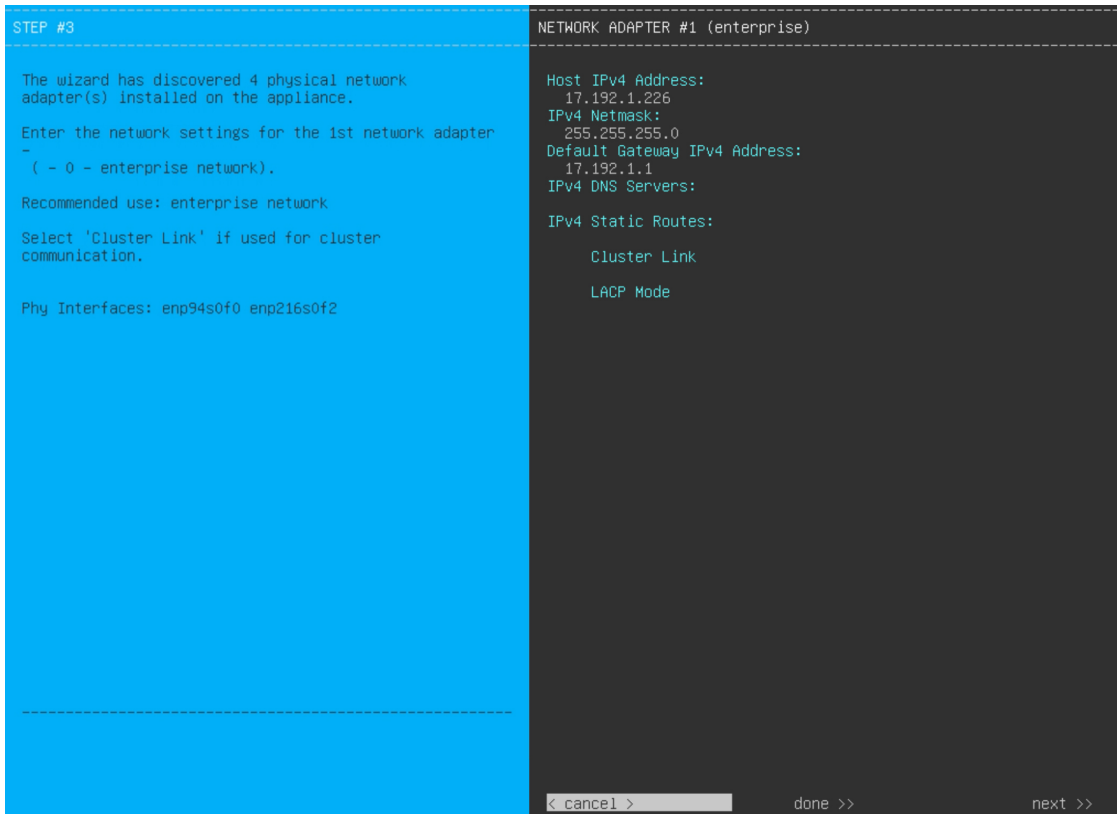 STEP #3
The wizard has discovered 4 physical network
adapter(s) installed on the appliance.
Enter the network settings for the 1st network adapter
-
( - 0 - enterprise network).
Recommended use: enterprise network
Select 'Cluster Link' if used for cluster
communication.
Phy Interfaces: enp94s0f0 enp216s0f2
NETWORK ADAPTER #1 (enterprise)
Host IPv4 Address:
17.192.1.226
IPv4 Netmask:
255.255.255.0
Default Gateway IPv4 Address:
17.192.1.1
IPv4 DNS Servers:
IPv4 Static Routes:
Cluster Link
LACP Mode
< cancel > done >> next >>